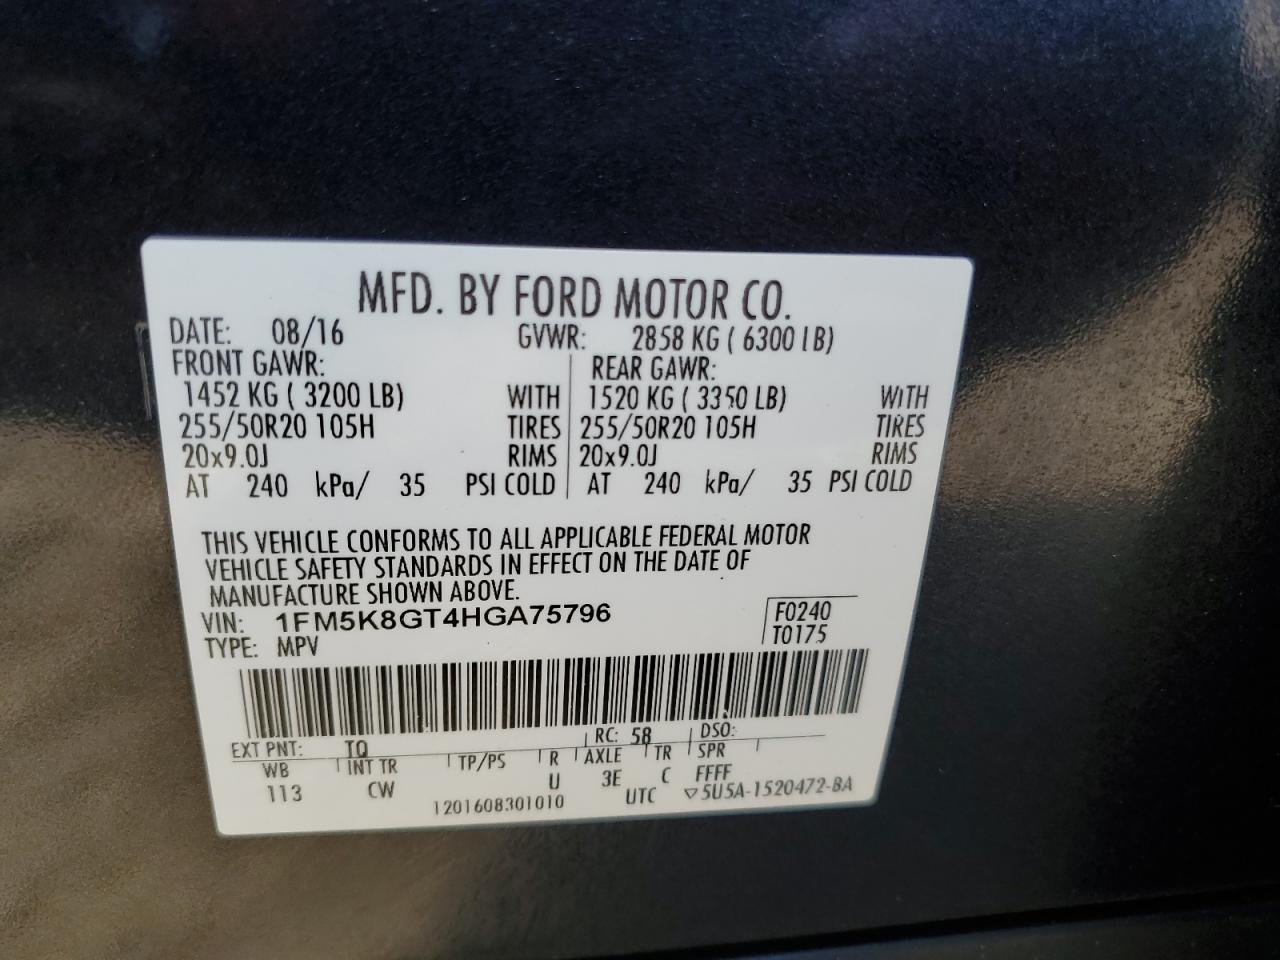 MFD. BY FORD MOTOR CO.
DATE: 08/16 GVWR: 2858 KG ( 6300 LB)
FRONT GAWR: REAR GAWR:
1452 KG ( 3200 LB) WITH 1520 KG ( 3350 LB) WITH
255/50R20 105H TIRES 255/50R20 105H TIRES
20x9.0J RIMS 20x9.0J RIMS
AT 240 kPa/ 35 PSI COLD AT 240 kPa/ 35 PSI COLD
THIS VEHICLE CONFORMS TO ALL APPLICABLE FEDERAL MOTOR
VEHICLE SAFETY STANDARDS IN EFFECT ON THE DATE OF
MANUFACTURE SHOWN ABOVE.
VIN: 1FM5K8GT4HGA75796 F0240
TYPE: MPV T0175
EXT PNT: TQ RC: 58 DSO:
WB INT TR TP/PS R AXLE TR SPR
113 CW U 3E C FFFF
1201608301010 UTC ▽5U5A-1520472-BA